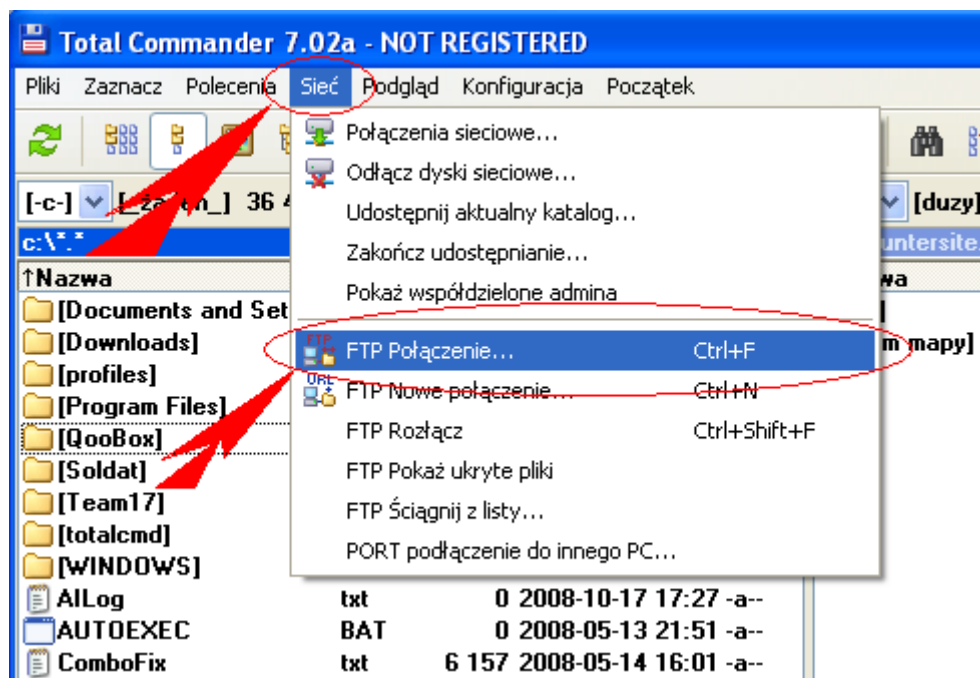 Total Commander 7.02a - NOT REGISTERED
Pliki Zaznacz Polecenia Sieć Podgląd Konfiguracja Początek
Połączenia sieciowe...
Odłącz dyski sieciowe...
Udostępnij aktualny katalog...
Zakończ udostępnianie...
Pokaż współdzielone admina
FTP Połączenie... Ctrl+F
FTP Nowe połączenie... Ctrl+N
FTP Rozłącz Ctrl+Shift+F
FTP Pokaż ukryte pliki
FTP Ściągnij z listy...
PORT podłączenie do innego PC...
[-c-] 36 4 [duzy]
c:\*.* untersite.
↑Nazwa wa
[Documents and Set
[Downloads] m mapy]
[profiles]
[Program Files]
[QooBox]
[Soldat]
[Team17]
[totalcmd]
[WINDOWS]
AILog txt 0 2008-10-17 17:27 -a--
AUTOEXEC BAT 0 2008-05-13 21:51 -a--
ComboFix txt 6 157 2008-05-14 16:01 -a--